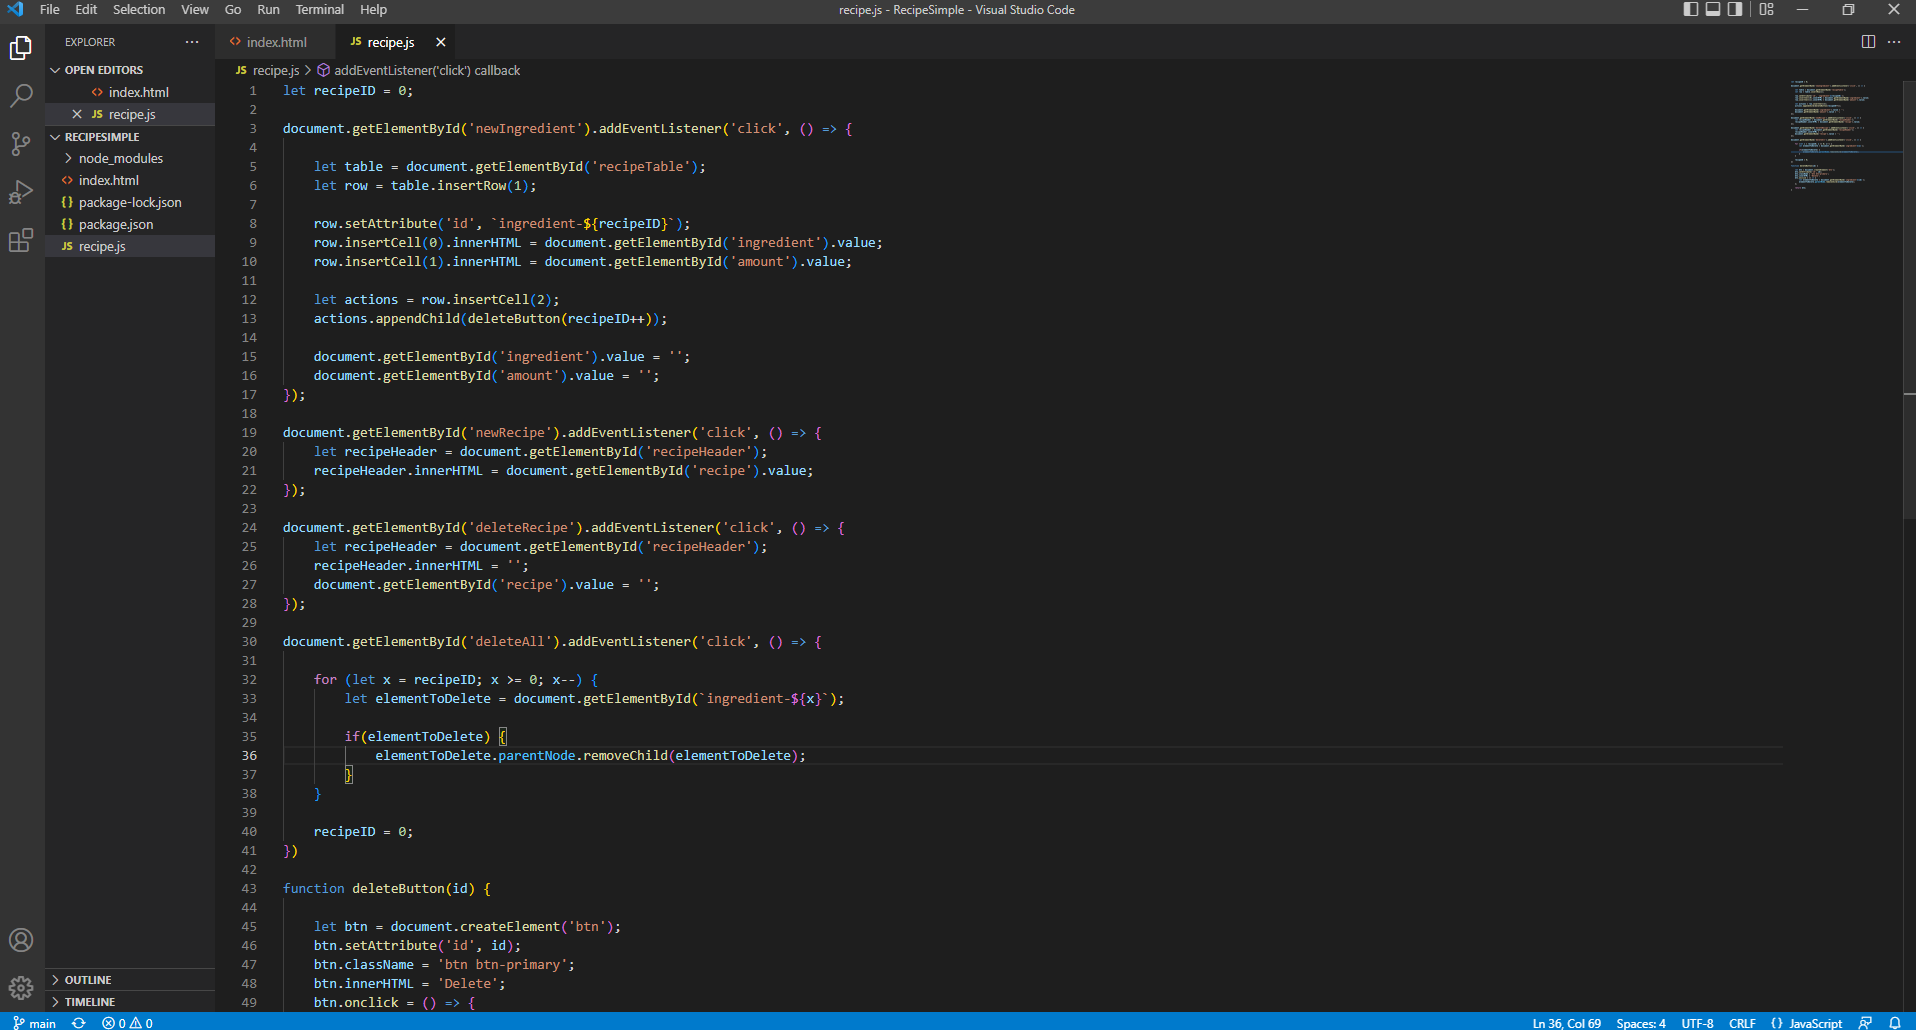 File Edit Selection View Go Run Terminal Help
recipe.js - RecipeSimple - Visual Studio Code
EXPLORER
OPEN EDITORS
index.html
JS recipe.js
RECIPESIMPLE
node_modules
index.html
package-lock.json
package.json
JS recipe.js
OUTLINE
TIMELINE
index.html
JS recipe.js
JS recipe.js > addEventListener('click') callback
1 let recipeID = 0;
2
3 document.getElementById('newIngredient').addEventListener('click', () => {
4
5 let table = document.getElementById('recipeTable');
6 let row = table.insertRow(1);
7
8 row.setAttribute('id', `ingredient-${recipeID}`);
9 row.insertCell(0).innerHTML = document.getElementById('ingredient').value;
10 row.insertCell(1).innerHTML = document.getElementById('amount').value;
11
12 let actions = row.insertCell(2);
13 actions.appendChild(deleteButton(recipeID++));
14
15 document.getElementById('ingredient').value = '';
16 document.getElementById('amount').value = '';
17 });
18
19 document.getElementById('newRecipe').addEventListener('click', () => {
20 let recipeHeader = document.getElementById('recipeHeader');
21 recipeHeader.innerHTML = document.getElementById('recipe').value;
22 });
23
24 document.getElementById('deleteRecipe').addEventListener('click', () => {
25 let recipeHeader = document.getElementById('recipeHeader');
26 recipeHeader.innerHTML = '';
27 document.getElementById('recipe').value = '';
28 });
29
30 document.getElementById('deleteAll').addEventListener('click', () => {
31
32 for (let x = recipeID; x >= 0; x--) {
33 let elementToDelete = document.getElementById(`ingredient-${x}`);
34
35 if(elementToDelete) {
36 elementToDelete.parentNode.removeChild(elementToDelete);
37 }
38 }
39
40 recipeID = 0;
41 })
42
43 function deleteButton(id) {
44
45 let btn = document.createElement('btn');
46 btn.setAttribute('id', id);
47 btn.className = 'btn btn-primary';
48 btn.innerHTML = 'Delete';
49 btn.onclick = () => {
main 0 0
Ln 36, Col 69 Spaces: 4 UTF-8 CRLF {} JavaScript